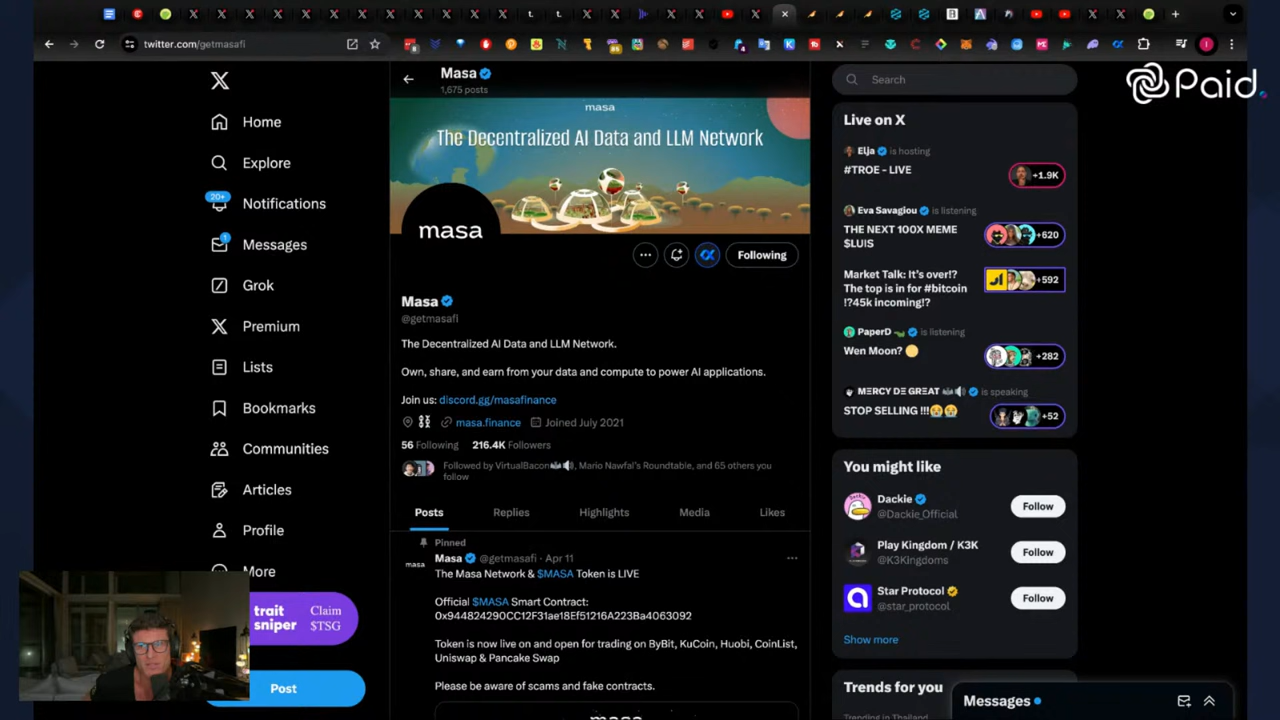 twitter.com/getmasafi
Paid.
Home
Explore
20+
Notifications
1
Messages
Grok
Premium
Lists
Bookmarks
Communities
Articles
Profile
More
trait
sniper
Claim
$TSG
Post
Masa
1,675 posts
masa
The Decentralized AI Data and LLM Network
masa
Following
Masa
@getmasafi
The Decentralized AI Data and LLM Network.
Own, share, and earn from your data and compute to power AI applications.
Join us: discord.gg/masafinance
masa.finance Joined July 2021
56 Following 216.4K Followers
Followed by VirtualBacon, Mario Nawfal's Roundtable, and 65 others you
follow
Posts Replies Highlights Media Likes
Pinned
Masa @getmasafi · Apr 11
The Masa Network & $MASA Token is LIVE
Official $MASA Smart Contract:
0x944824290CC12F31ae18Ef51216A223Ba4063092
Token is now live on and open for trading on ByBit, KuCoin, Huobi, CoinList,
Uniswap & Pancake Swap
Please be aware of scams and fake contracts.
masa
Search
Live on X
Elja is hosting
#TROE - LIVE
+1.9K
Eva Savagiou is listening
THE NEXT 100X MEME
$LUIS
+620
Market Talk: It's over!?
The top is in for #bitcoin
!?45k incoming!?
+592
PaperD is listening
Wen Moon?
+282
MΞRCY DΞ GRΞAT is speaking
STOP SELLING !!!
+52
You might like
Dackie
@Dackie_Official
Follow
Play Kingdom / K3K
@K3Kingdoms
Follow
Star Protocol
@star_protocol
Follow
Show more
Trends for you
Trending in Thailand
Messages